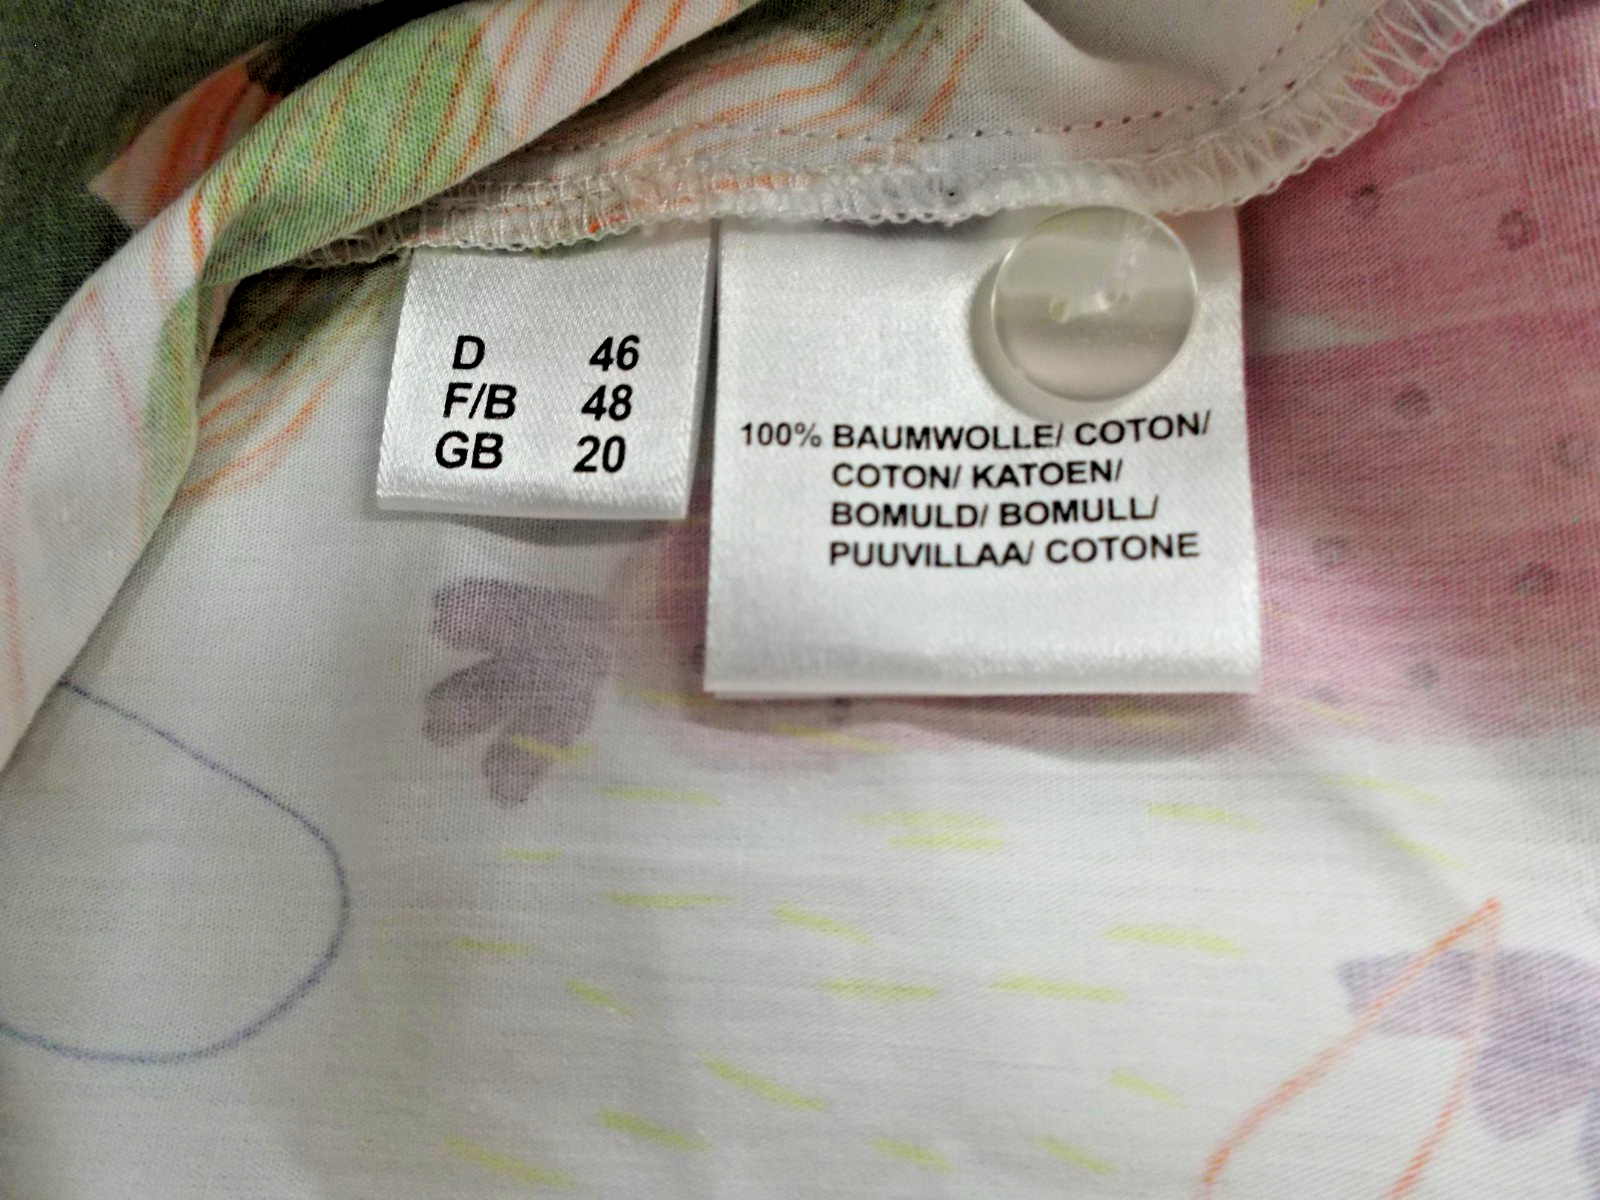 D 46
F/B 48
GB 20
100% BAUMWOLLE/ COTON/
COTON/ KATOEN/
BOMULD/ BOMULL/
PUUVILLAA/ COTONE